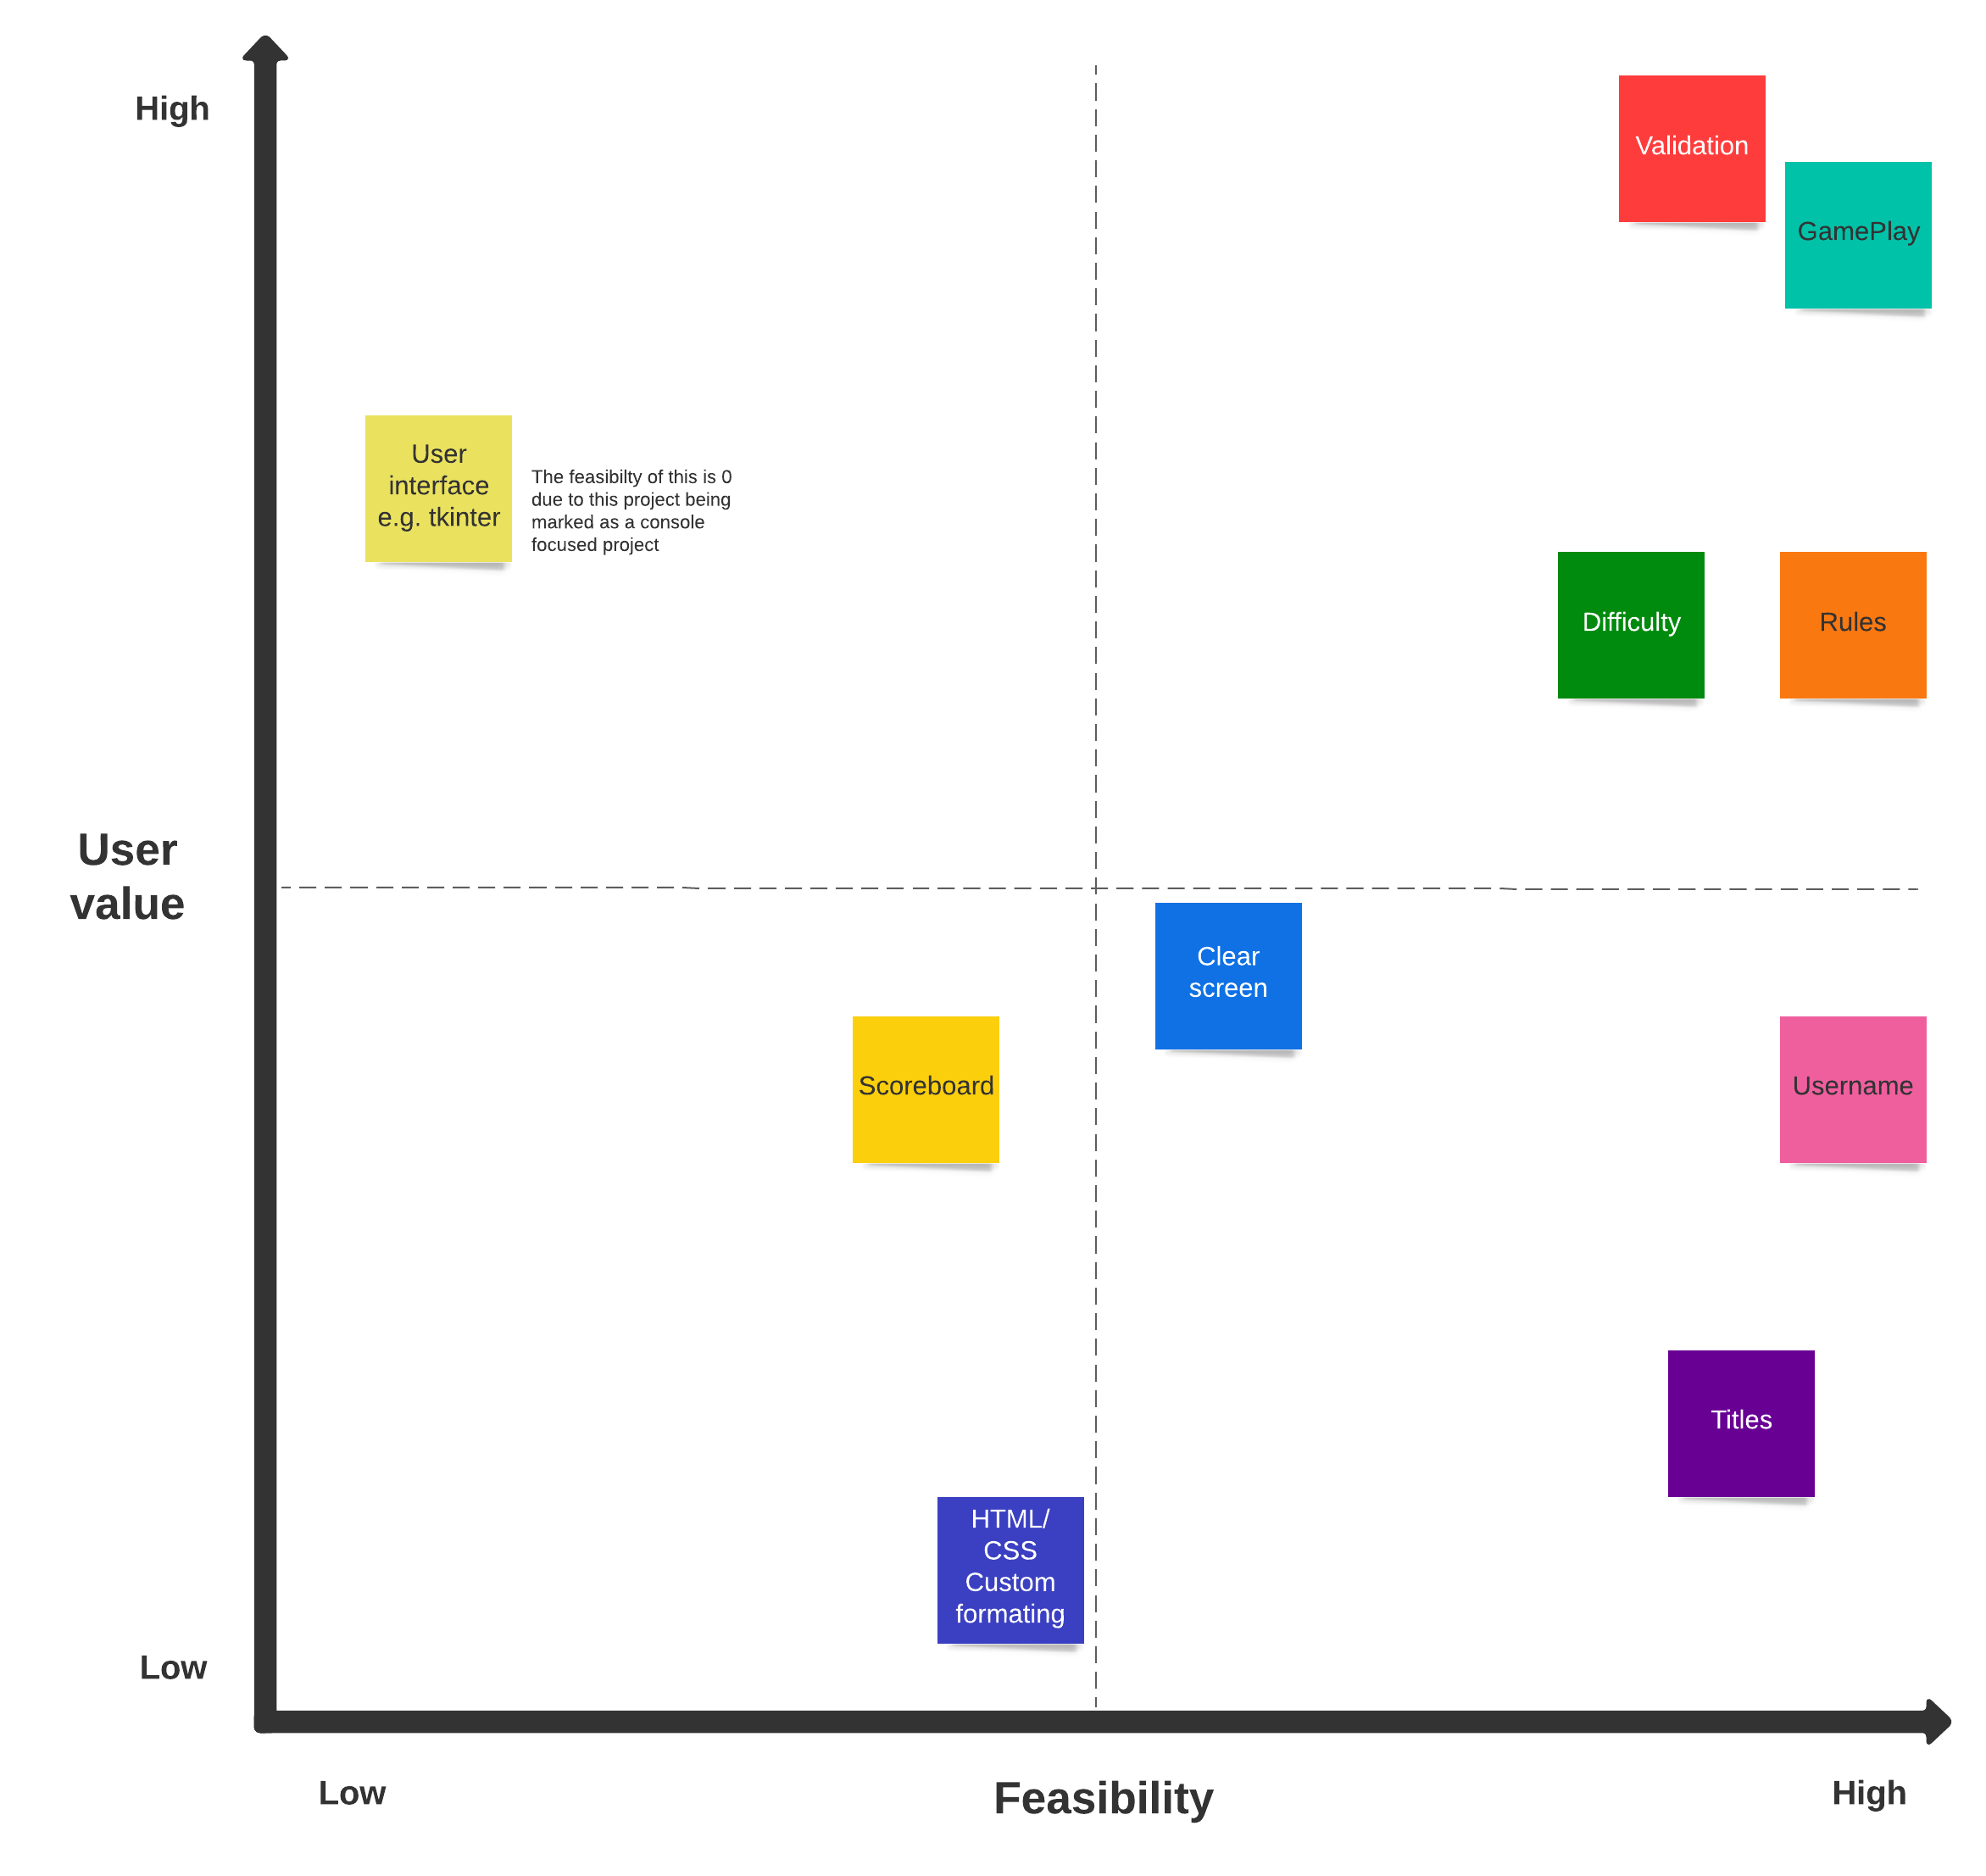 High
Validation
GamePlay
User
interface
e.g. tkinter
The feasibilty of this is 0
due to this project being
marked as a console
focused project
Difficulty
Rules
User
value
Clear
screen
Scoreboard
Username
Titles
HTML/
CSS
Custom
formating
Low
Low
Feasibility
High